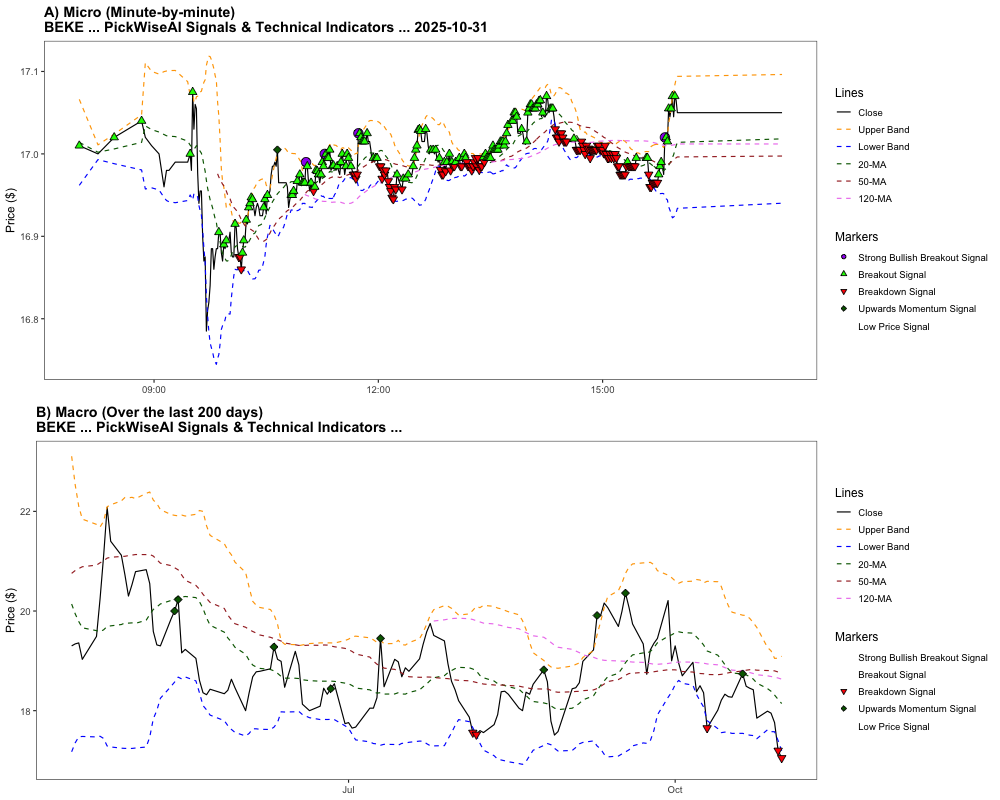 A) Micro (Minute-by-minute)
BEKE ... PickWiseAI Signals & Technical Indicators ... 2025-10-31
Price ($)
17.1
17.0
16.9
16.8
09:00
12:00
15:00
Lines
Close
Upper Band
Lower Band
20-MA
50-MA
120-MA
Markers
Strong Bullish Breakout Signal
Breakout Signal
Breakdown Signal
Upwards Momentum Signal
Low Price Signal
B) Macro (Over the last 200 days)
BEKE ... PickWiseAI Signals & Technical Indicators ...
Price ($)
22
20
18
Jul
Oct
Lines
Close
Upper Band
Lower Band
20-MA
50-MA
120-MA
Markers
Strong Bullish Breakout Signal
Breakout Signal
Breakdown Signal
Upwards Momentum Signal
Low Price Signal